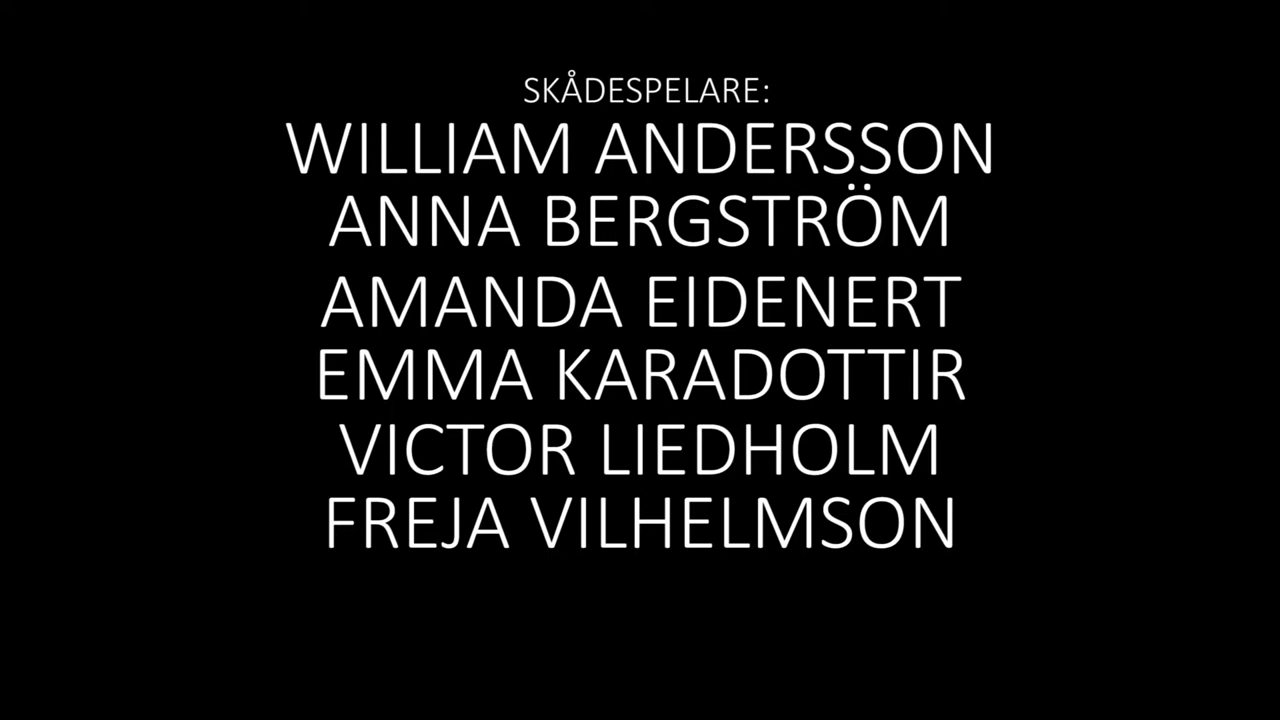 SKÅDESPELARE:
WILLIAM ANDERSSON
ANNA BERGSTRÖM
AMANDA EIDENERT
EMMA KARADOTTIR
VICTOR LIEDHOLM
FREJA VILHELMSON